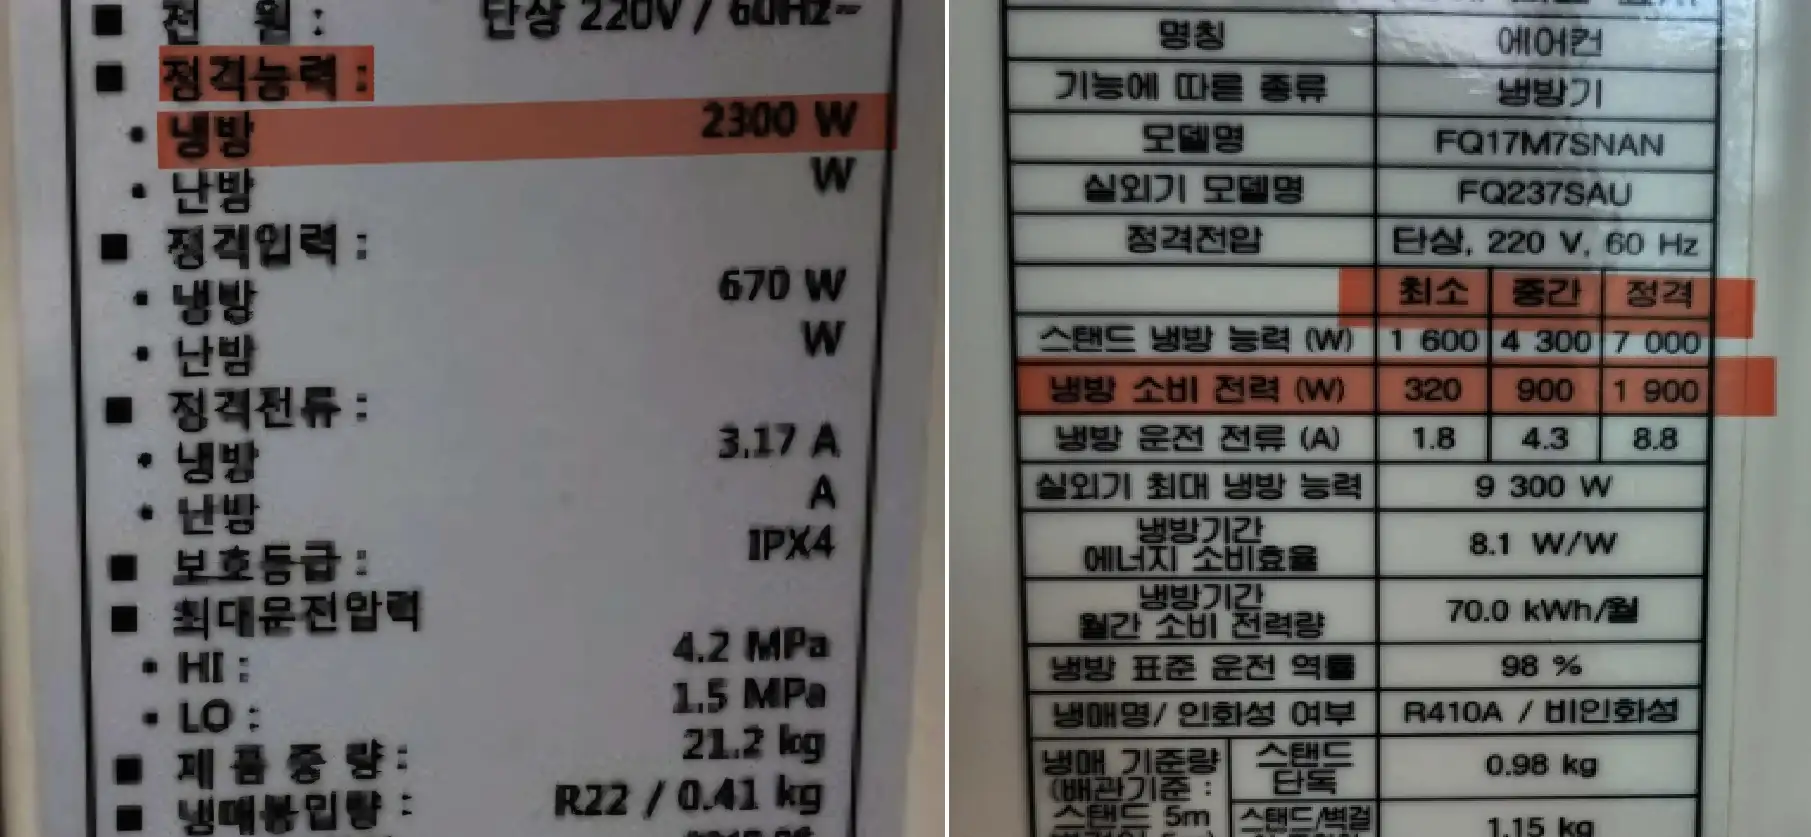 ■ 전 원 : 단상 220V / 60Hz~
■ 정격능력 :
• 냉방 2300 W
• 난방 W
■ 정격입력 :
• 냉방 670 W
• 난방 W
■ 정격전류 :
• 냉방 3.17 A
• 난방 A
■ 보호등급 : IPX4
■ 최대운전압력
• HI : 4.2 MPa
• LO : 1.5 MPa
■ 제 품 중 량 : 21.2 kg
■ 냉매봉입량 : R22 / 0.41 kg
명칭 에어컨
기능에 따른 종류 냉방기
모델명 FQ17M7SNAN
실외기 모델명 FQ237SAU
정격전압 단상, 220 V, 60 Hz
최소 중간 정격
스탠드 냉방 능력 (W) 1 600 4 300 7 000
냉방 소비 전력 (W) 320 900 1 900
냉방 운전 전류 (A) 1.8 4.3 8.8
실외기 최대 냉방 능력 9 300 W
냉방기간
에너지 소비효율 8.1 W/W
냉방기간
월간 소비 전력량 70.0 kWh/월
냉방 표준 운전 역률 98 %
냉매명/ 인화성 여부 R410A / 비인화성
냉매 기준량
(배관기준 :
스탠드 5m
스탠드
단독 0.98 kg
스탠드/벽걸 1.15 kg